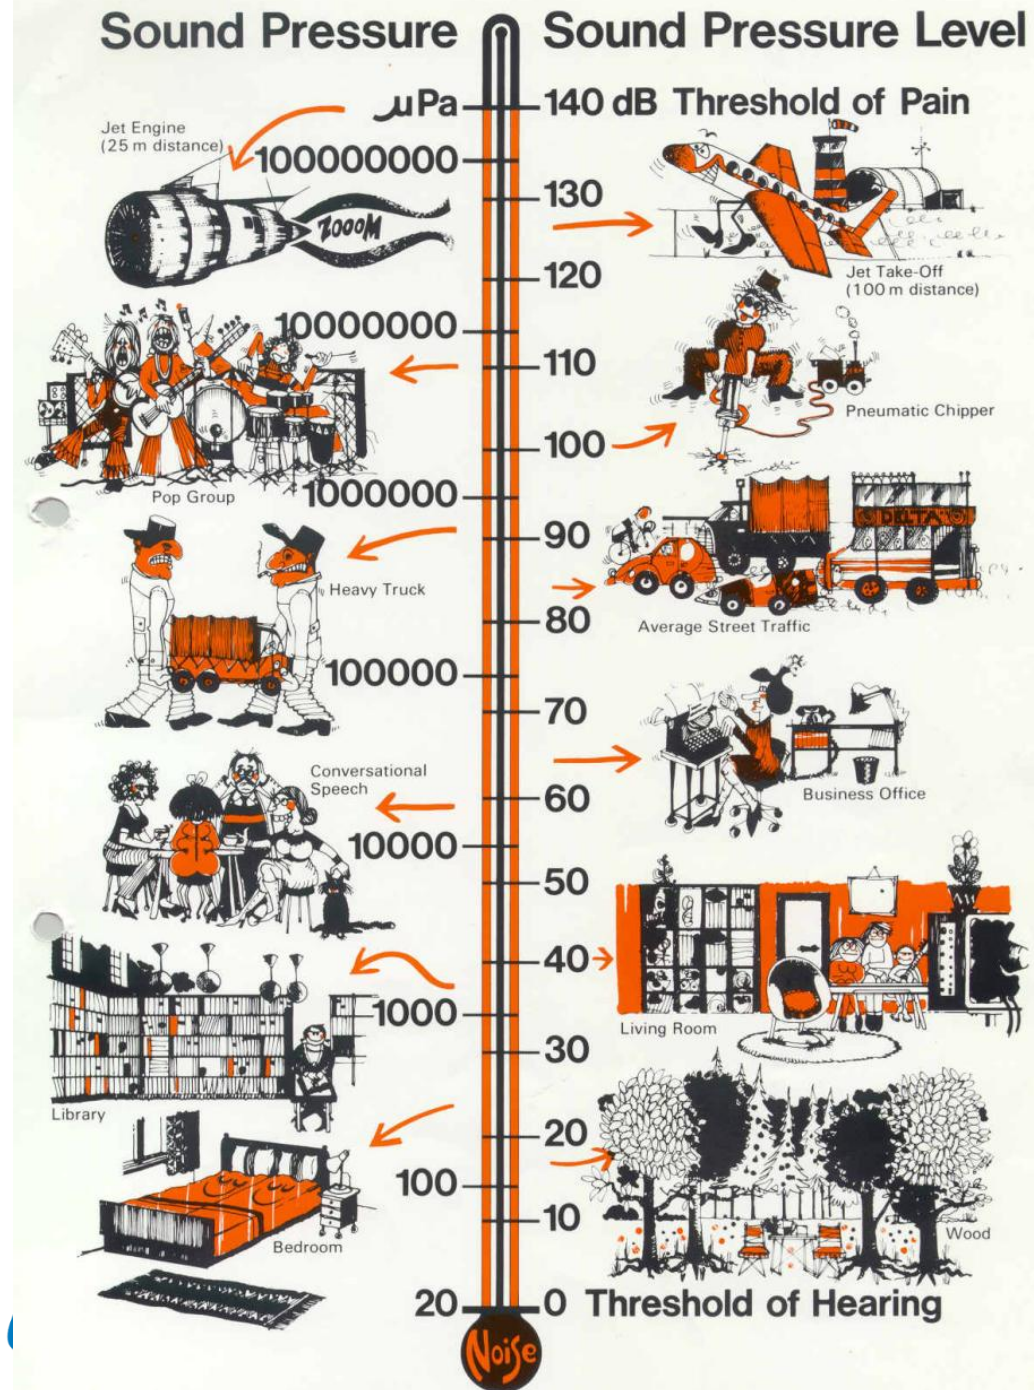 Sound Pressure
Sound Pressure Level
µPa
140 dB Threshold of Pain
Jet Engine
(25 m distance)
100000000
ZOOOM
130
120
Jet Take-Off
(100 m distance)
10000000
110
Pneumatic Chipper
100
Pop Group
1000000
90
DELTA
Heavy Truck
80
Average Street Traffic
100000
70
Conversational
Speech
60
Business Office
10000
50
40
Living Room
1000
30
Library
20
100
10
Wood
Bedroom
20
0 Threshold of Hearing
Noise